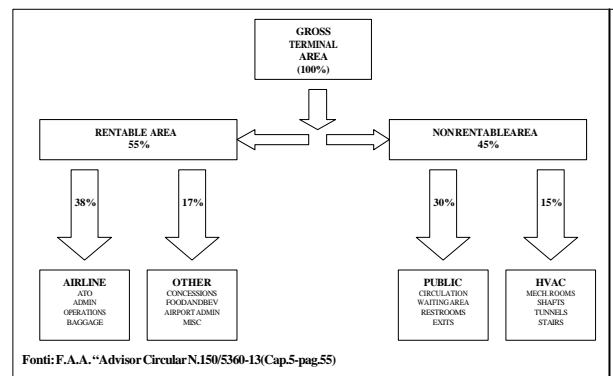 GROSS
TERMINAL
AREA
(100%)
RENTABLE AREA
55%
NONRENTABLEAREA
45%
38%
17%
30%
15%
AIRLINE
ATO
ADMIN
OPERATIONS
BAGGAGE
OTHER
CONCESSIONS
FOODANDBEV
AIRPORT ADMIN
MISC
PUBLIC
CIRCULATION
WAITING AREA
RESTROOMS
EXITS
HVAC
MECH.ROOMS
SHAFTS
TUNNELS
STAIRS
Fonti: F.A.A. “Advisor Circular N.150/5360-13(Cap.5-pag.55)